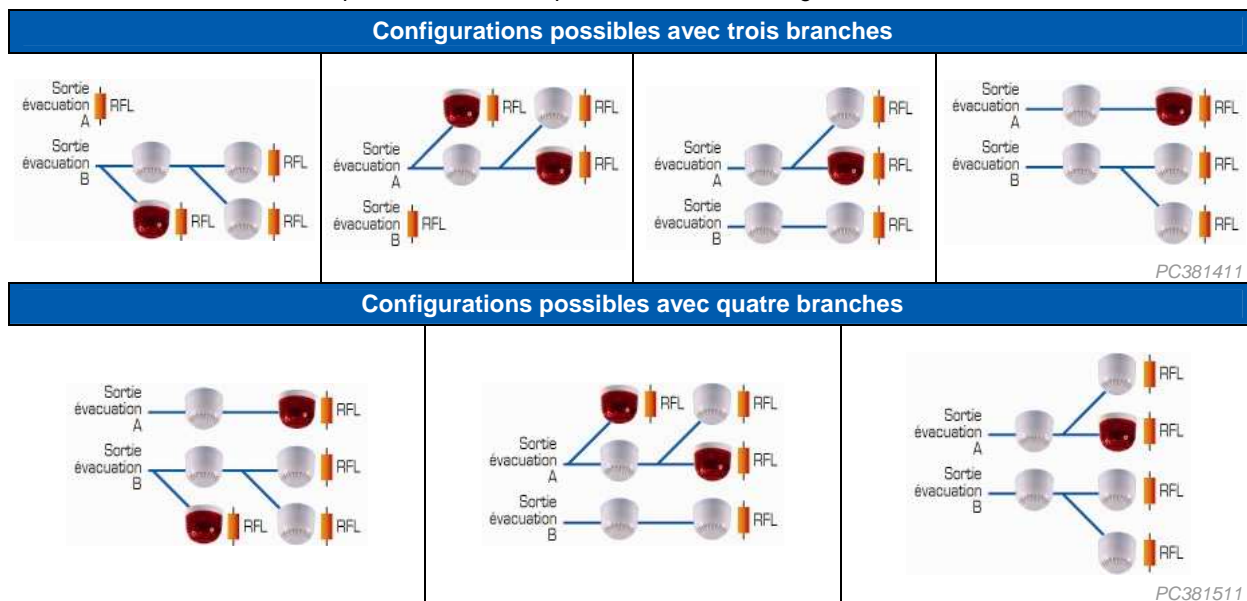 Configurations possibles avec trois branches
Sortie
évacuation RFL
A
Sortie
évacuation RFL
B
RFL RFL
RFL RFL
Sortie
évacuation RFL
A
Sortie
évacuation RFL
B
RFL
Sortie
évacuation RFL
A
Sortie
évacuation RFL
B
Sortie
évacuation RFL
A
Sortie
évacuation RFL
B
RFL
PC381411
Configurations possibles avec quatre branches
Sortie
évacuation RFL
A
Sortie
évacuation RFL
B
RFL RFL
RFL RFL
Sortie
évacuation RFL
A
Sortie
évacuation RFL
B
RFL
Sortie
évacuation RFL
A
Sortie
évacuation RFL
B
RFL
PC381511